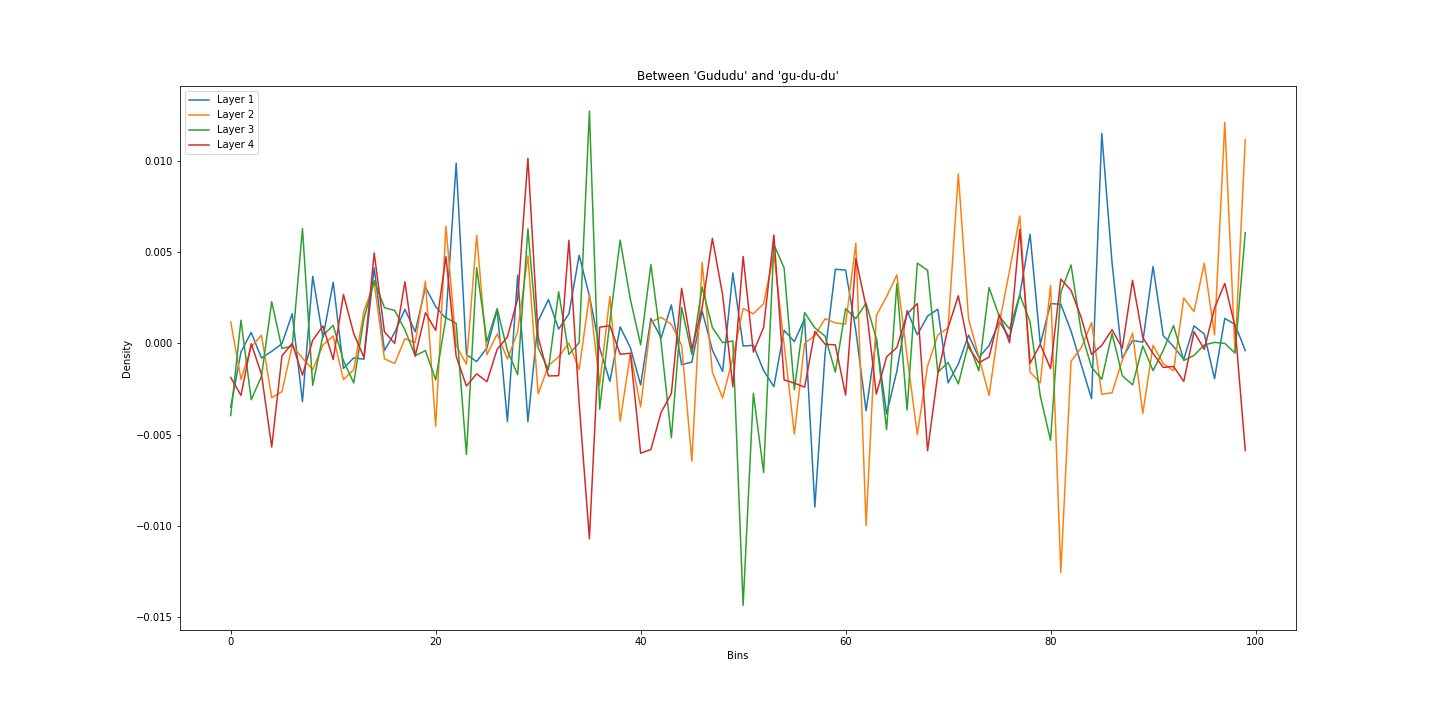 Between 'Gududu' and 'gu-du-du'
Layer 1
Layer 2
Layer 3
Layer 4
0.010
0.005
0.000
−0.005
−0.010
−0.015
Density
0 20 40 60 80 100
Bins